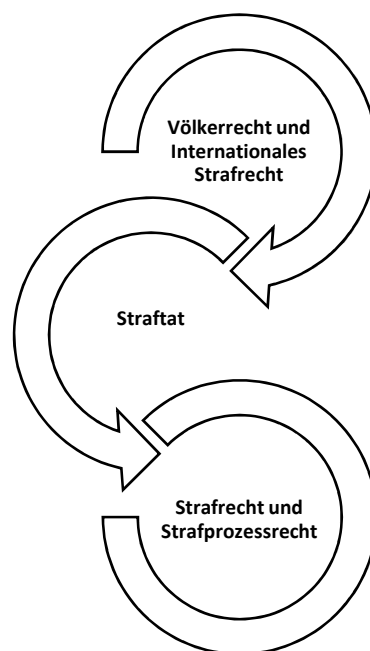 Völkerrecht und
Internationales
Strafrecht
Straftat
Strafrecht und
Strafprozessrecht